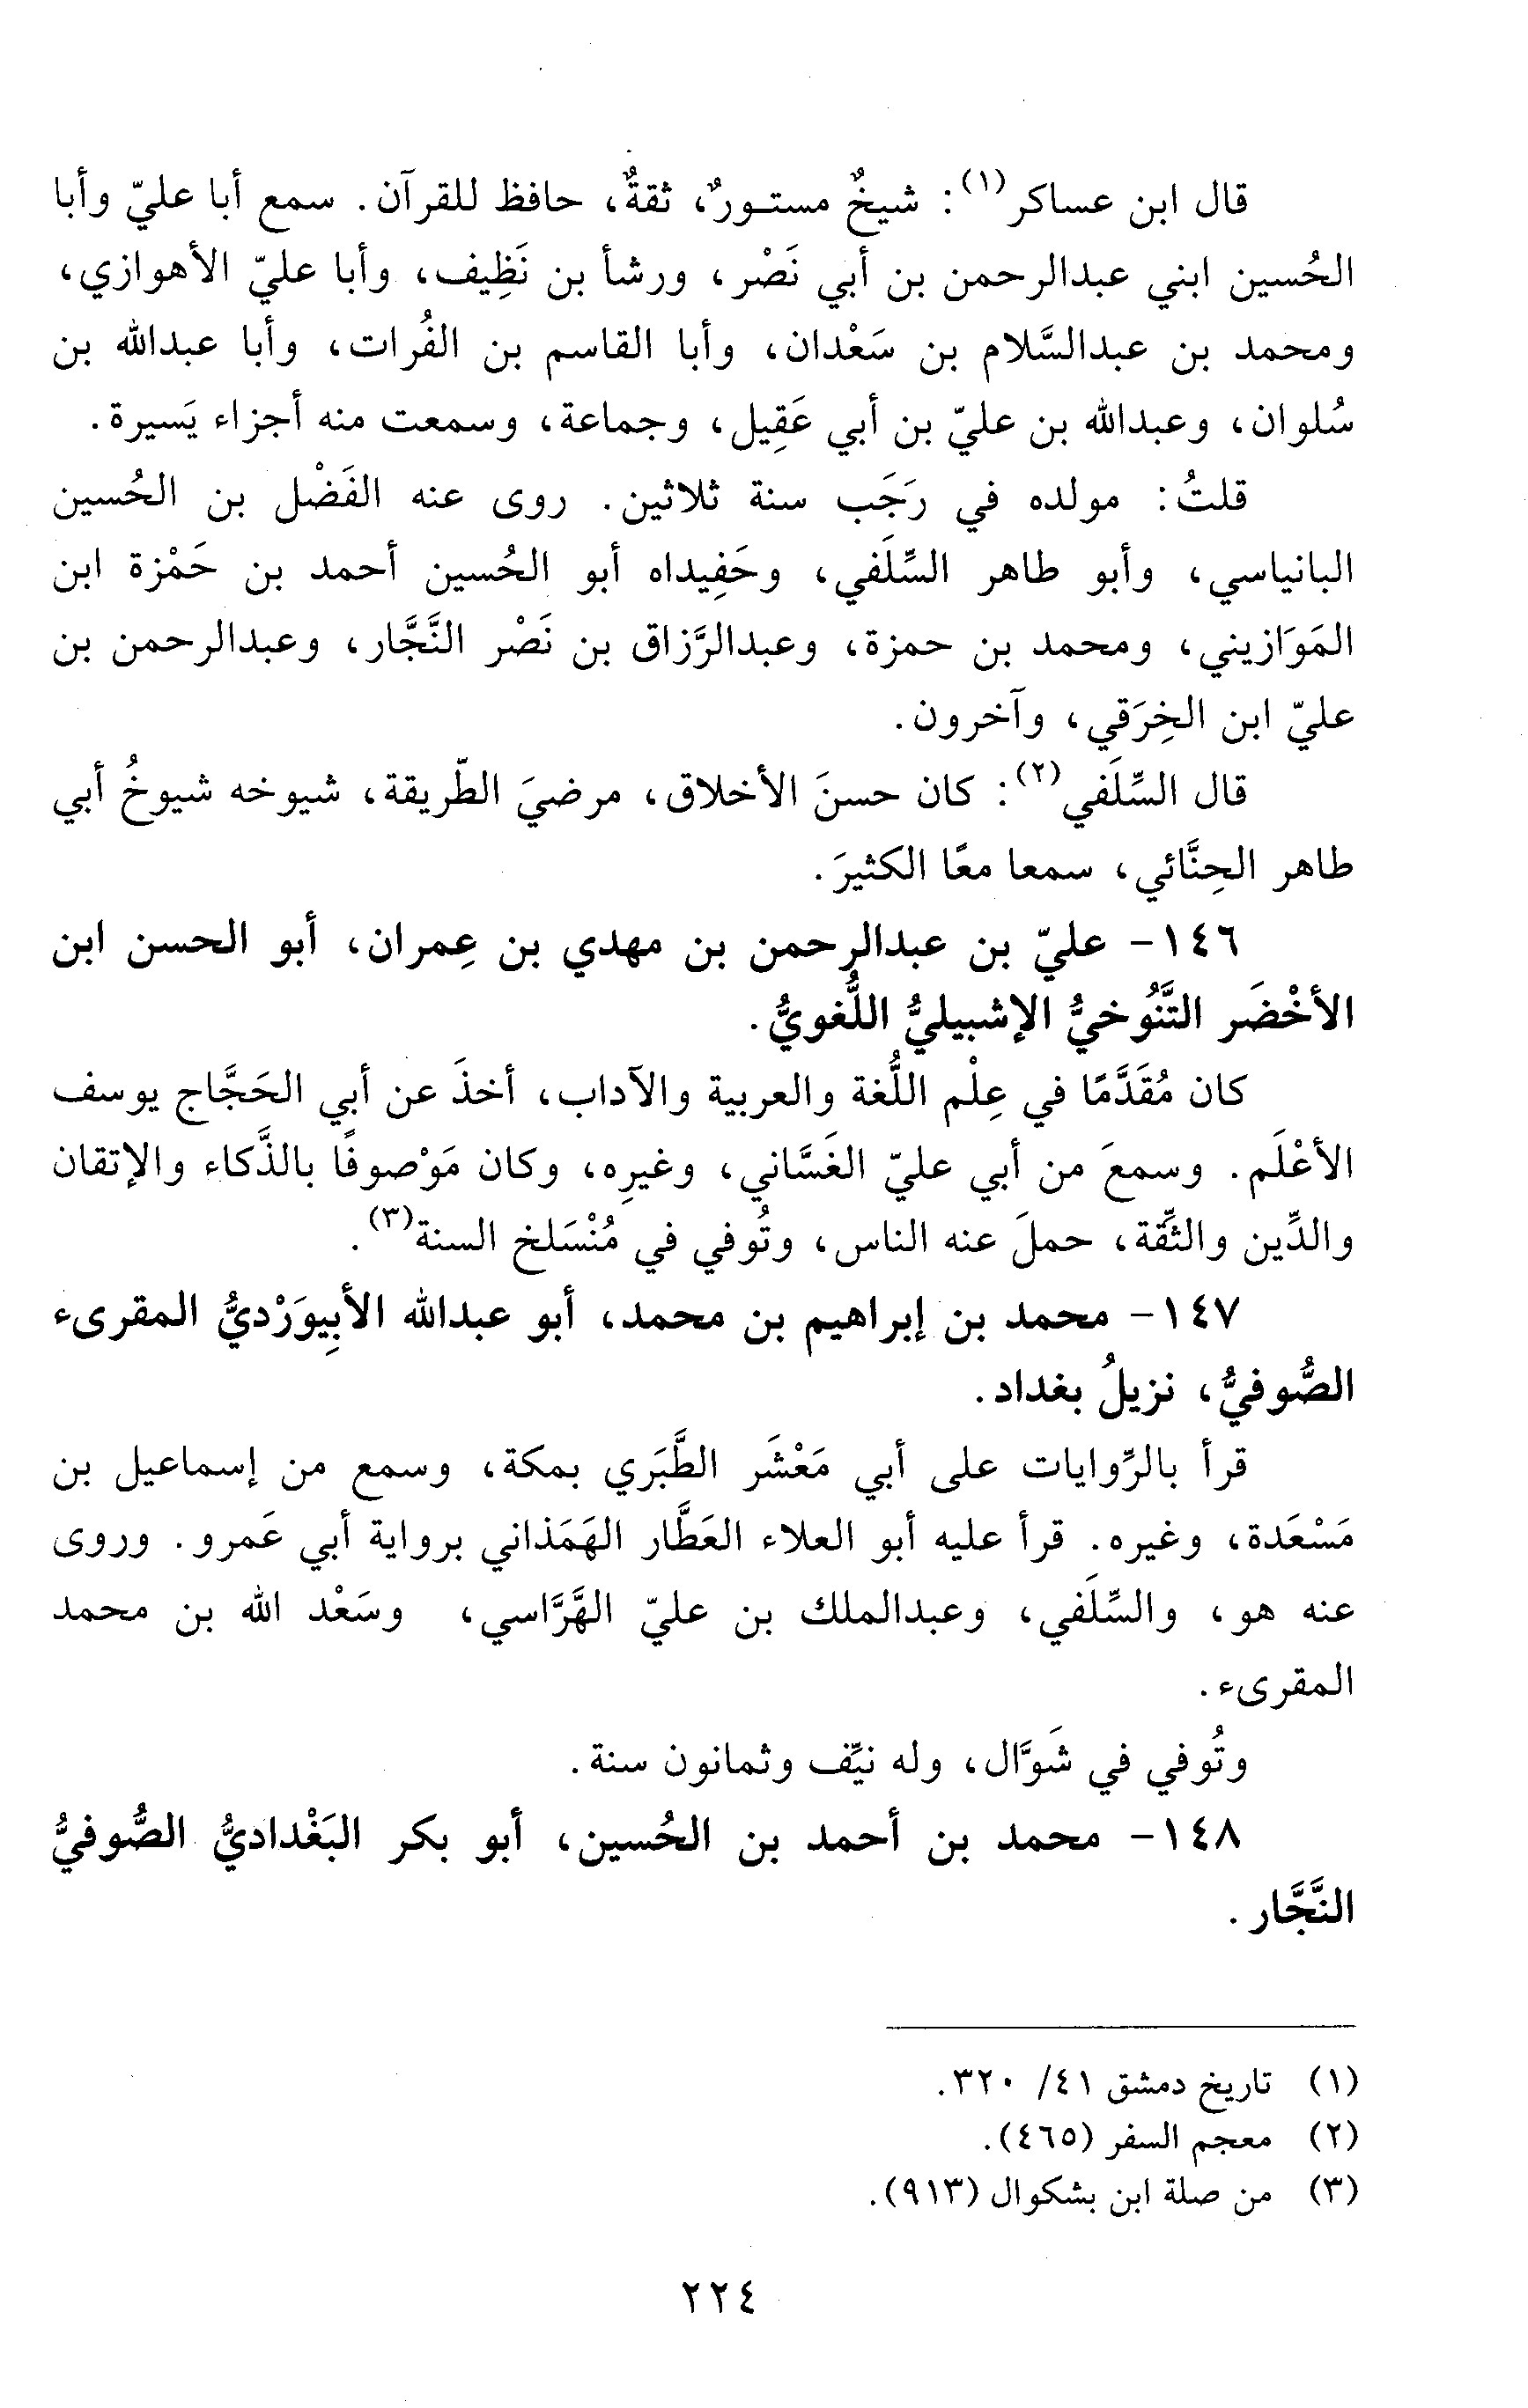 قال ابن عساكر(١): شيخٌ مستورٌ، ثقةٌ، حافظ للقرآن. سمع أبا عليّ وأبا
الحُسين ابني عبدالرحمن بن أبي نَصْر، ورشأ بن نَظِيف، وأبا عليّ الأهوازي،
ومحمد بن عبدالسَّلام بن سَعْدان، وأبا القاسم بن الفُرات، وأبا عبدالله بن
سُلوان، وعبدالله بن عليّ بن أبي عَقِيل، وجماعة، وسمعت منه أجزاء يَسيرة.
قلتُ: مولده في رَجَب سنة ثلاثين. روى عنه الفَضْل بن الحُسين
البانياسي، وأبو طاهر السِّلَفي، وحَفِيداه أبو الحُسين أحمد بن حَمْزة ابن
المَوَازيني، ومحمد بن حمزة، وعبدالرَّزاق بن نَصْر النَّجَّار، وعبدالرحمن بن
عليّ ابن الخِرَقي، وآخرون.
قال السِّلَفي(٢): كان حسنَ الأخلاق، مرضيَ الطّريقة، شيوخه شيوخُ أبي
طاهر الحِنَّائي، سمعا معًا الكثيرَ.
١٤٦- عليّ بن عبدالرحمن بن مهدي بن عِمران، أبو الحسن ابن
الأخْضَر التَّنُوخيُّ الإشبيليُّ اللُّغويُّ.
كان مُقَدَّمًا في عِلْم اللُّغة والعربية والآداب، أخذَ عن أبي الحَجَّاج يوسف
الأعْلَم. وسمعَ من أبي عليّ الغَسَّاني، وغيرِه، وكان مَوْصوفًا بالذَّكاء والإتقان
والدِّين والثِّقة، حملَ عنه الناس، وتُوفي في مُنْسَلخ السنة(٣).
١٤٧- محمد بن إبراهيم بن محمد، أبو عبدالله الأبِيوَرْديُّ المقرىء
الصُّوفيُّ، نزيلُ بغداد.
قرأ بالرِّوايات على أبي مَعْشَر الطَّبَري بمكة، وسمع من إسماعيل بن
مَسْعَدة، وغيره. قرأ عليه أبو العلاء العَطَّار الهَمَذاني برواية أبي عَمرو. وروى
عنه هو، والسِّلَفي، وعبدالملك بن عليّ الهَّرَّاسي، وسَعْد الله بن محمد
المقرىء.
وتُوفي في شَوَّال، وله نيِّف وثمانون سنة.
١٤٨- محمد بن أحمد بن الحُسين، أبو بكر البَغْداديُّ الصُّوفيُّ
النَّجَّار.
(١) تاريخ دمشق ٤١/ ٣٢٠.
(٢) معجم السفر (٤٦٥).
(٣) من صلة ابن بشكوال (٩١٣).
٢٢٤